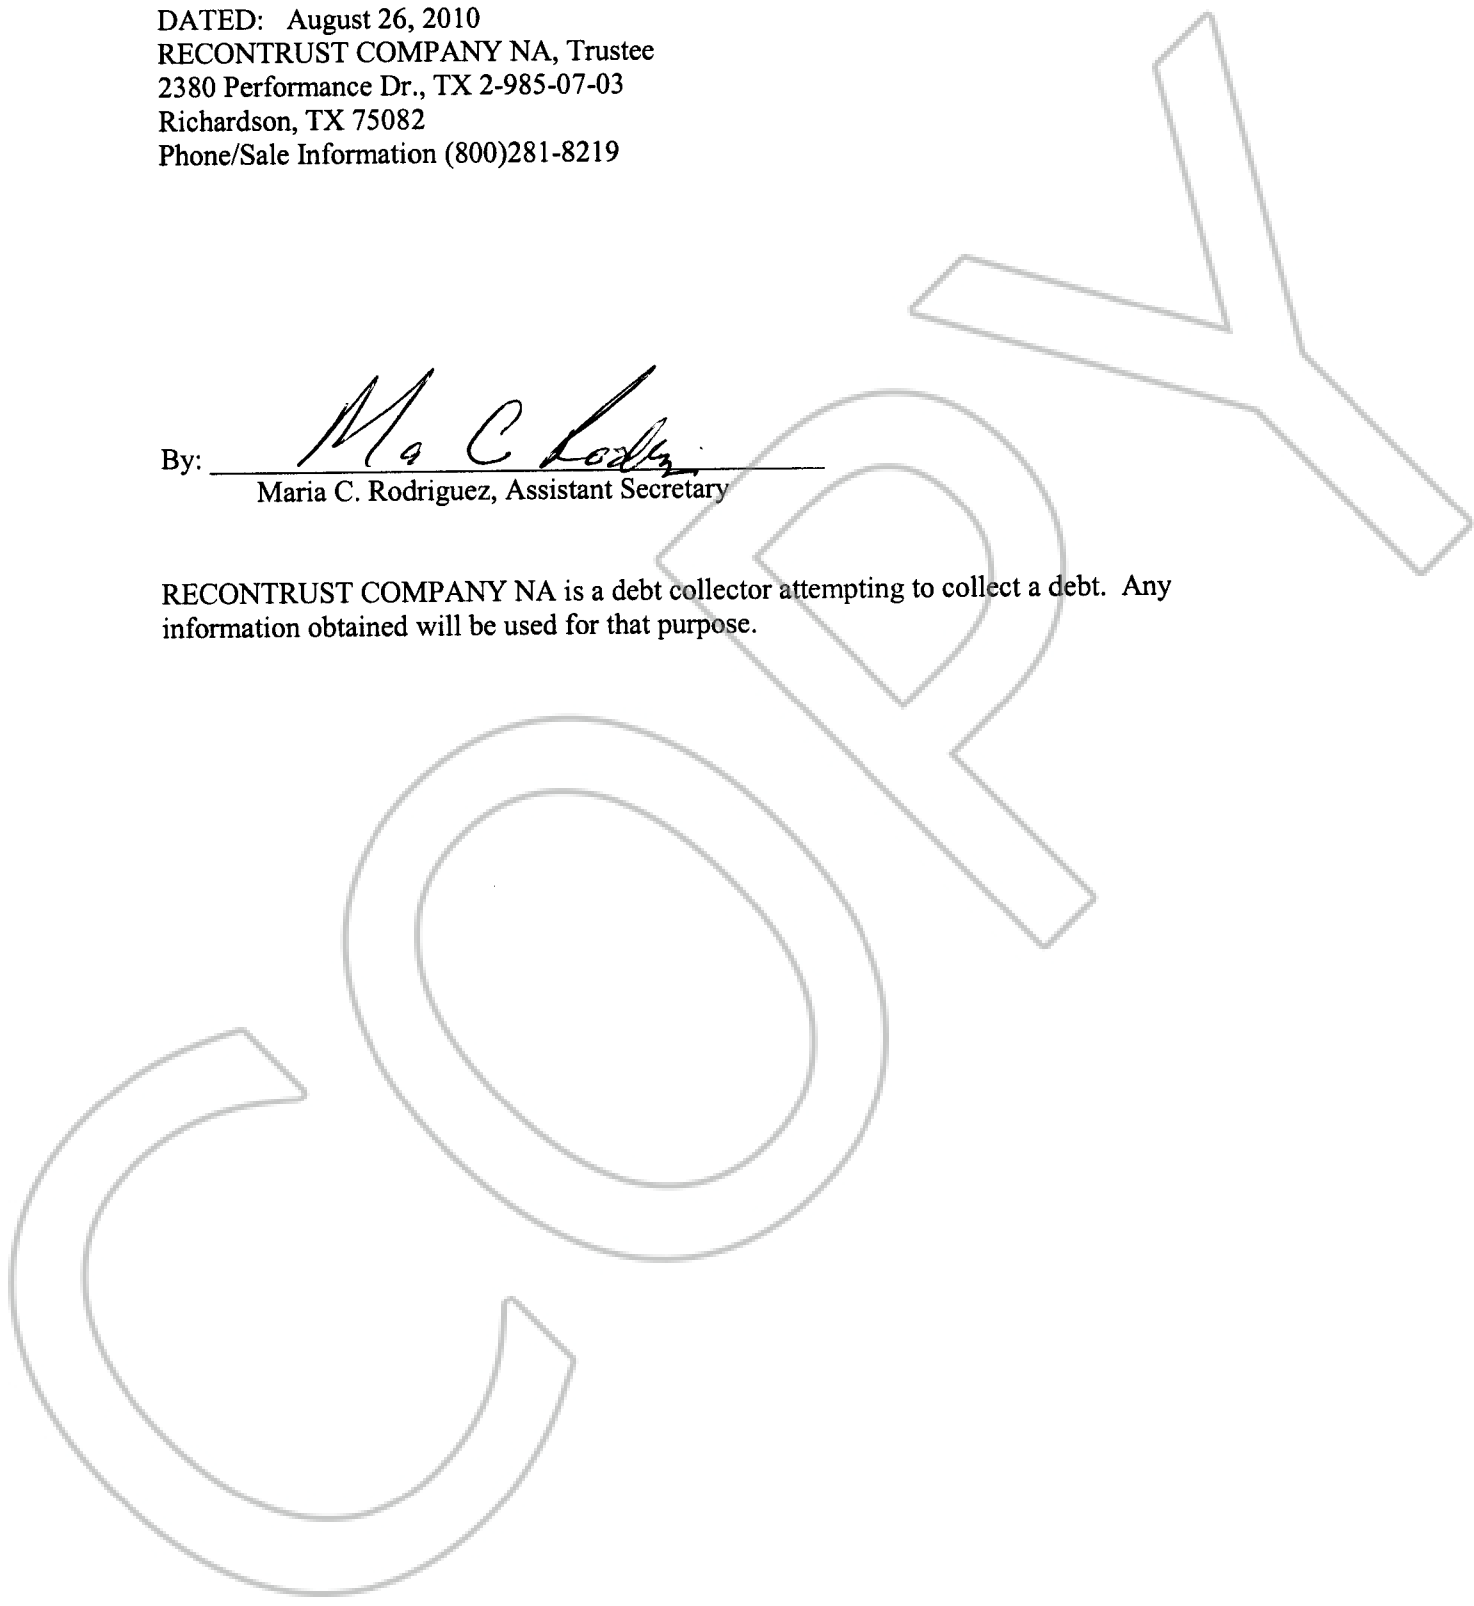 DATED: August 26, 2010
RECONTRUST COMPANY NA, Trustee
2380 Performance Dr., TX 2-985-07-03
Richardson, TX 75082
Phone/Sale Information (800)281-8219
Ma C Rodz
By:
Maria C. Rodriguez, Assistant Secretary
RECONTRUST COMPANY NA is a debt collector attempting to collect a debt. Any
information obtained will be used for that purpose.
COPY